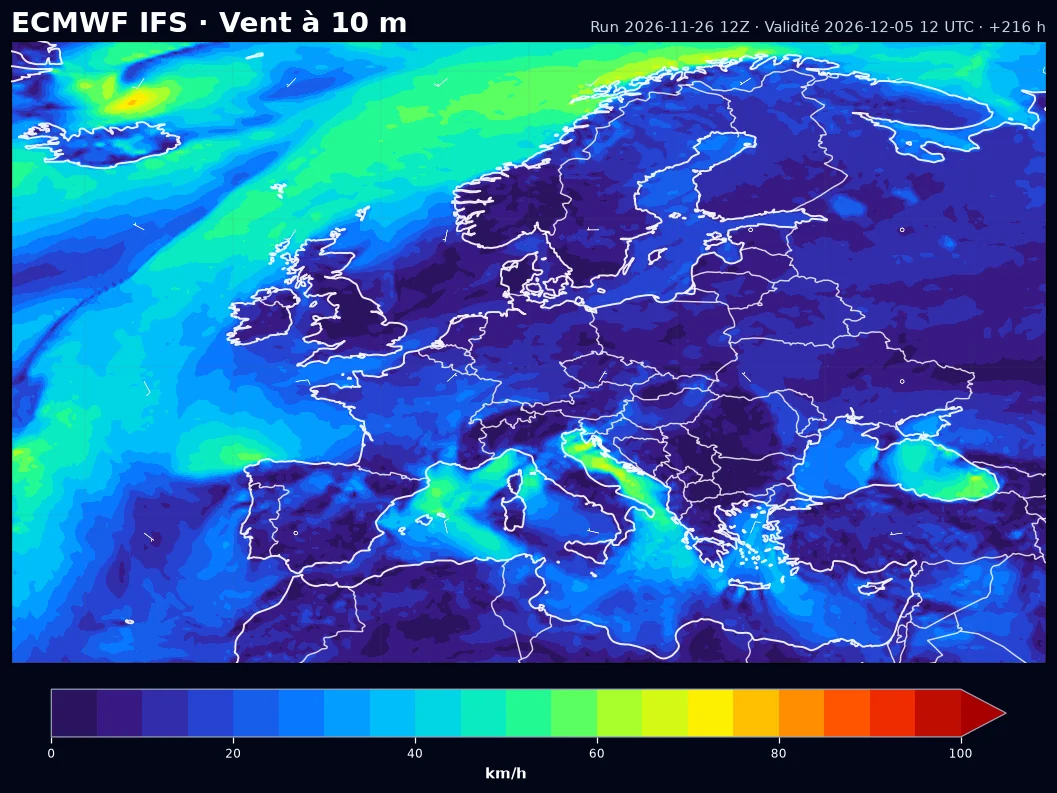 ECMWF IFS · Vent à 10 m
Run 2026-11-26 12Z · Validité 2026-12-05 12 UTC · +216 h
0 20 40 60 80 100
km/h